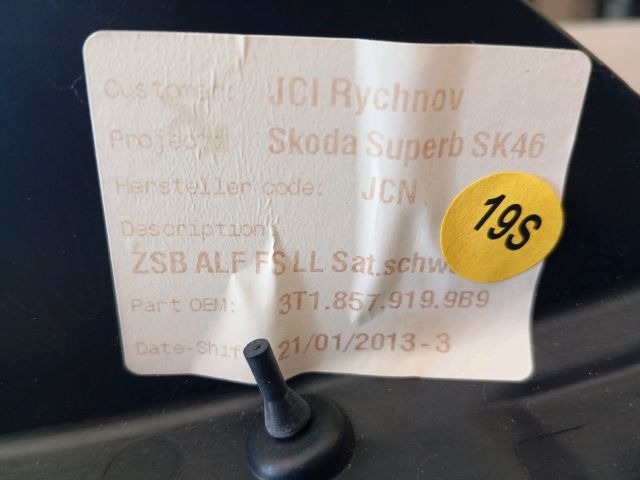 Customer: JCI Rychnov
Project: Skoda Superb SK46
Hersteller code: JCN
Description:
ZSB ALF FS LL Sat.schw
Part OEM: 3T1.857.919.9B9
Date-Shif 21/01/2013-3
19S